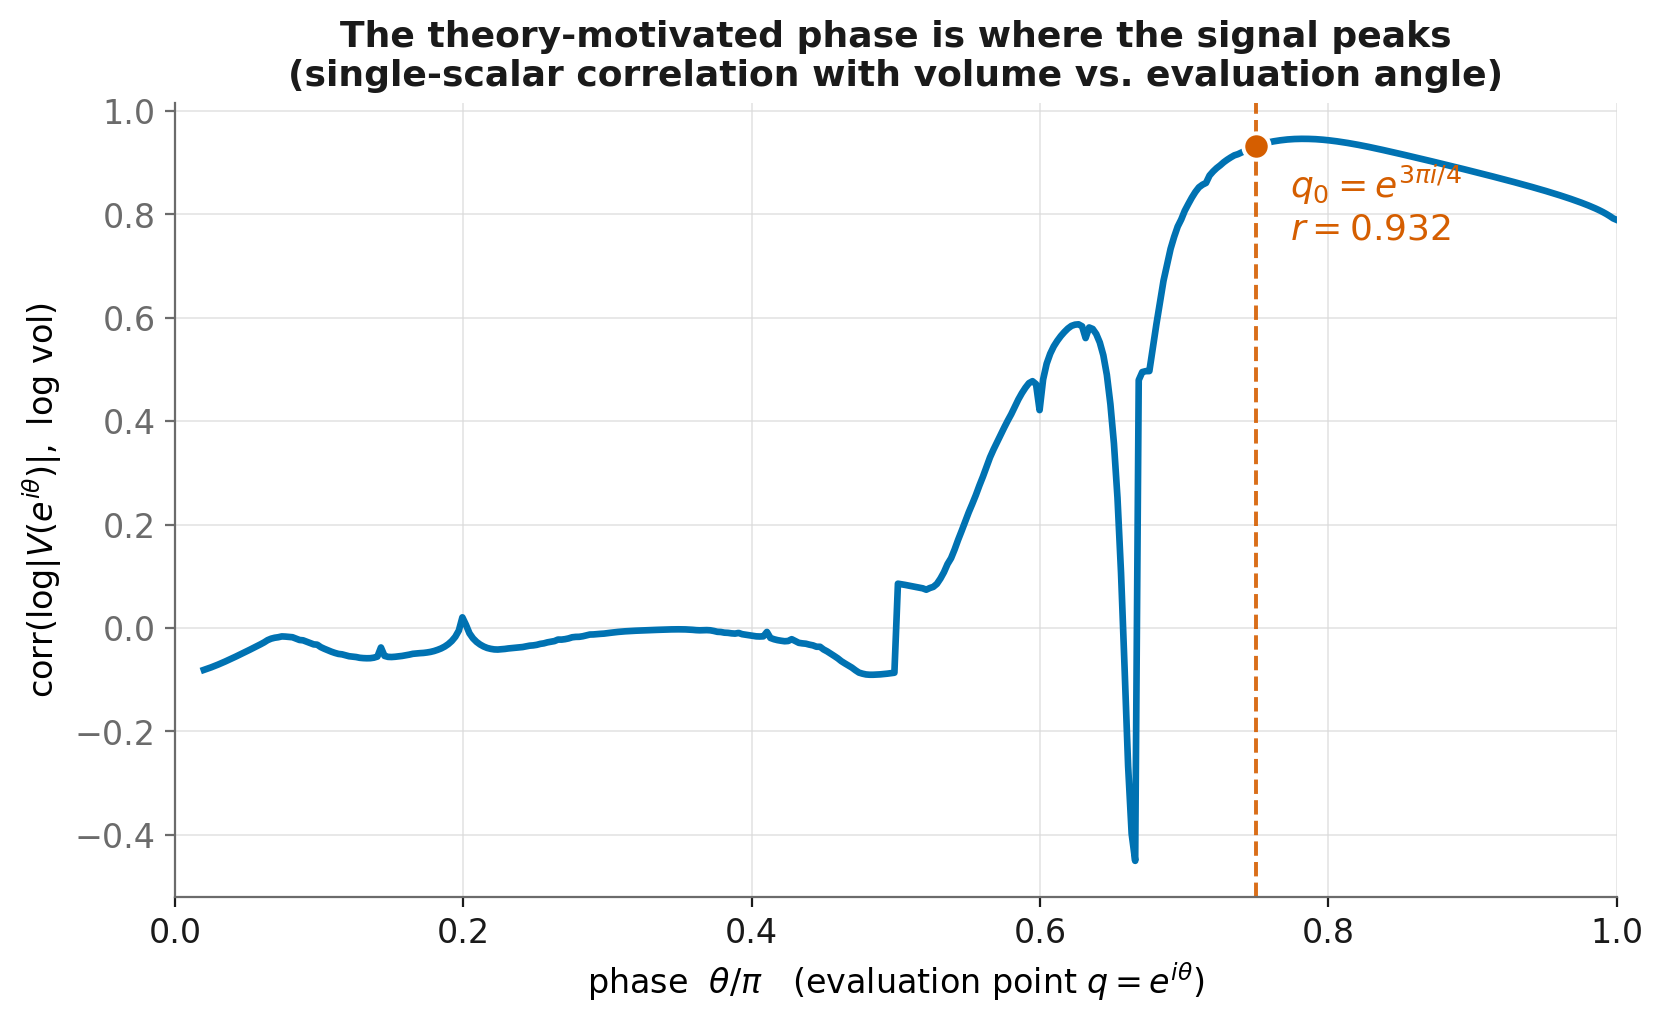 The theory-motivated phase is where the signal peaks
(single-scalar correlation with volume vs. evaluation angle)
1.0
0.8
0.6
0.4
0.2
0.0
−0.2
−0.4
corr(log|V(e^{iθ})|, log vol)
q₀ = e^{3πi/4}
r = 0.932
0.0 0.2 0.4 0.6 0.8 1.0
phase θ/π (evaluation point q = e^{iθ})